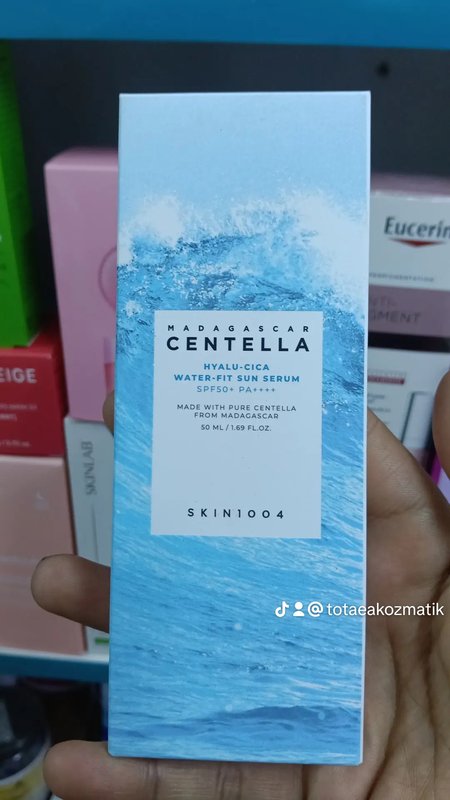 MADAGASCAR
CENTELLA
HYALU-CICA
WATER-FIT SUN SERUM
SPF50+ PA++++
MADE WITH PURE CENTELLA
FROM MADAGASCAR
50 ML / 1.69 FL.OZ.
SKIN1004
Eucerin
EIGE
SKINLAB
@totaeakozmatik